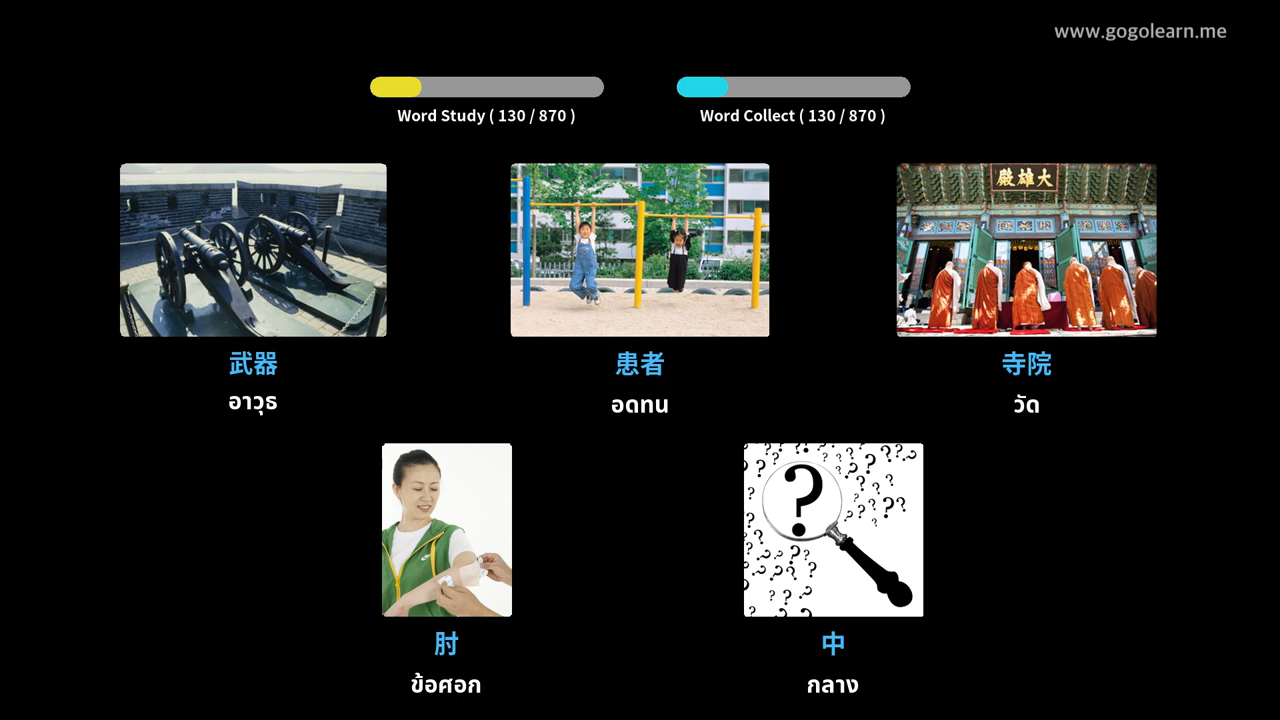 www.gogolearn.me
Word Study ( 130 / 870 )
Word Collect ( 130 / 870 )
大雄殿
武器
患者
寺院
อาวุธ
อดทน
วัด
肘
中
ข้อศอก
กลาง